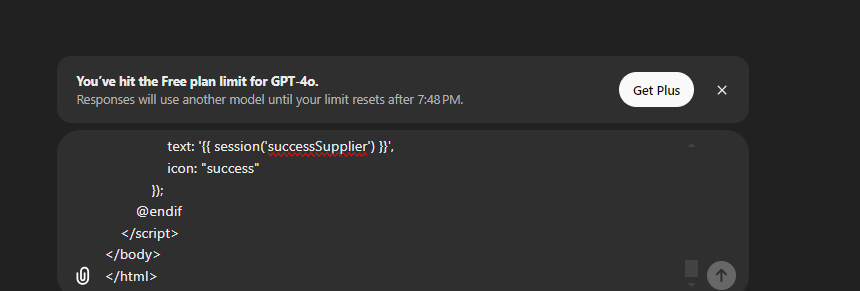 You've hit the Free plan limit for GPT-4o.
Responses will use another model until your limit resets after 7:48 PM.
Get Plus
text: '{{ session('successSupplier') }}',
icon: "success"
});
@endif
</script>
</body>
</html>